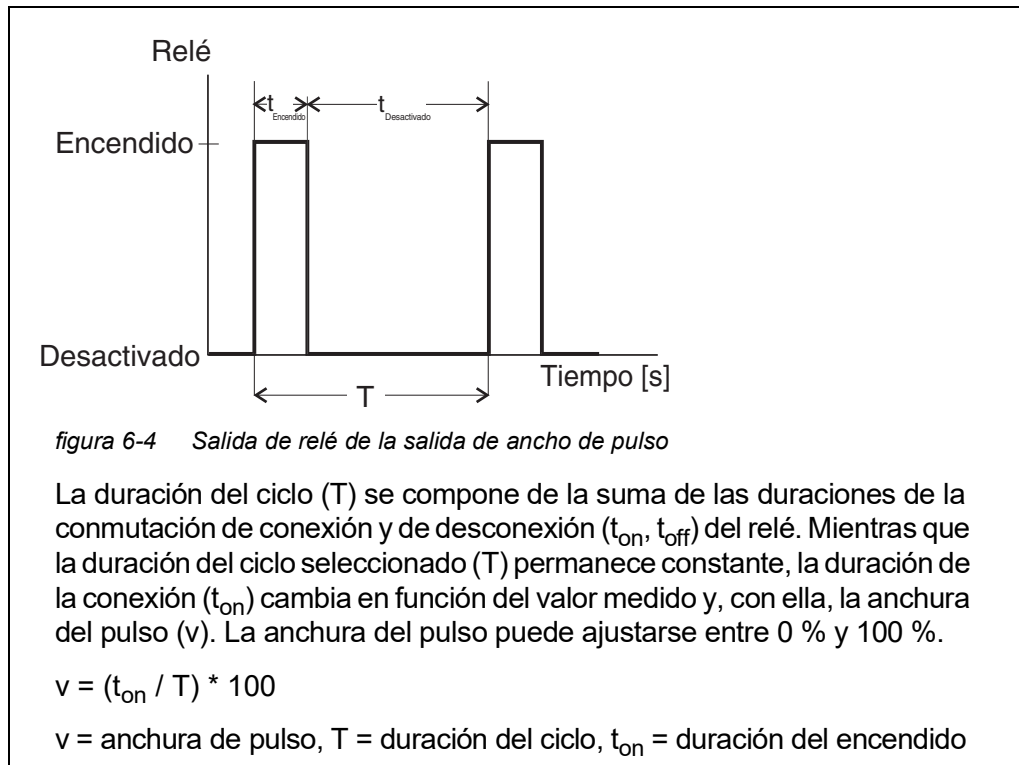 Relé
t Encendido
t Desactivado
Encendido
Desactivado
Tiempo [s]
T
figura 6-4 Salida de relé de la salida de ancho de pulso
La duración del ciclo (T) se compone de la suma de las duraciones de la
conmutación de conexión y de desconexión (ton, toff) del relé. Mientras que
la duración del ciclo seleccionado (T) permanece constante, la duración de
la conexión (ton) cambia en función del valor medido y, con ella, la anchura
del pulso (v). La anchura del pulso puede ajustarse entre 0 % y 100 %.
v = (ton / T) * 100
v = anchura de pulso, T = duración del ciclo, ton = duración del encendido